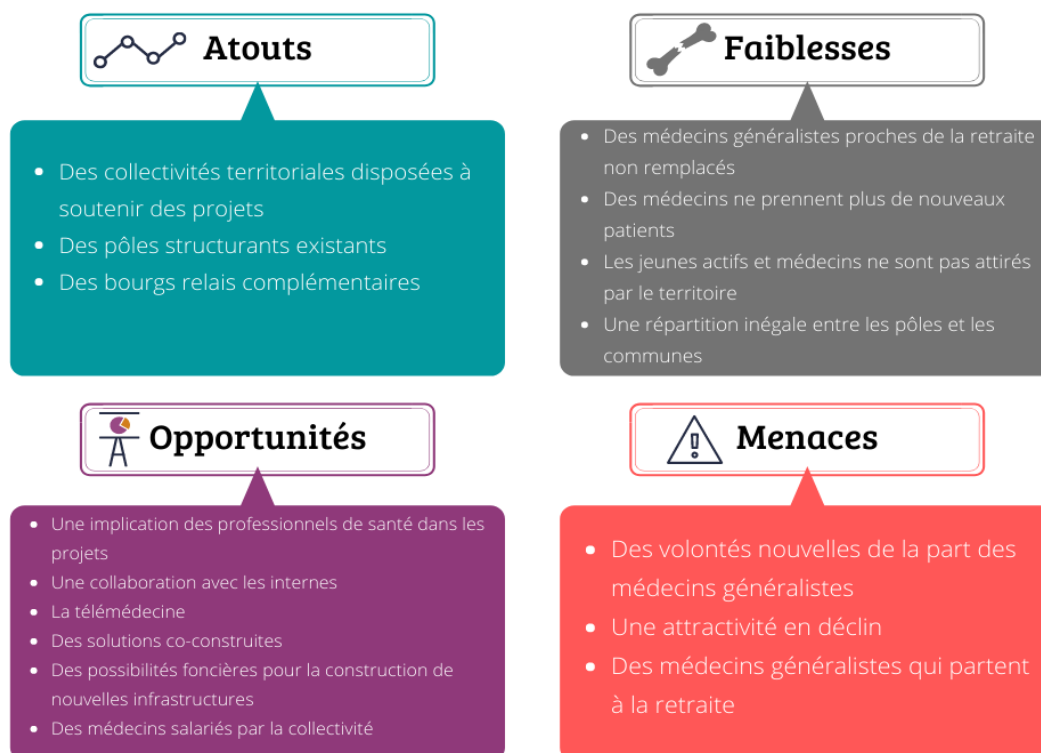 Atouts
• Des collectivités territoriales disposées à
soutenir des projets
• Des pôles structurants existants
• Des bourgs relais complémentaires
Faiblesses
• Des médecins généralistes proches de la retraite
non remplacés
• Des médecins ne prennent plus de nouveaux
patients
• Les jeunes actifs et médecins ne sont pas attirés
par le territoire
• Une répartition inégale entre les pôles et les
communes
Opportunités
• Une implication des professionnels de santé dans les
projets
• Une collaboration avec les internes
• La télémédecine
• Des solutions co-construites
• Des possibilités foncières pour la construction de
nouvelles infrastructures
• Des médecins salariés par la collectivité
Menaces
• Des volontés nouvelles de la part des
médecins généralistes
• Une attractivité en déclin
• Des médecins généralistes qui partent
à la retraite